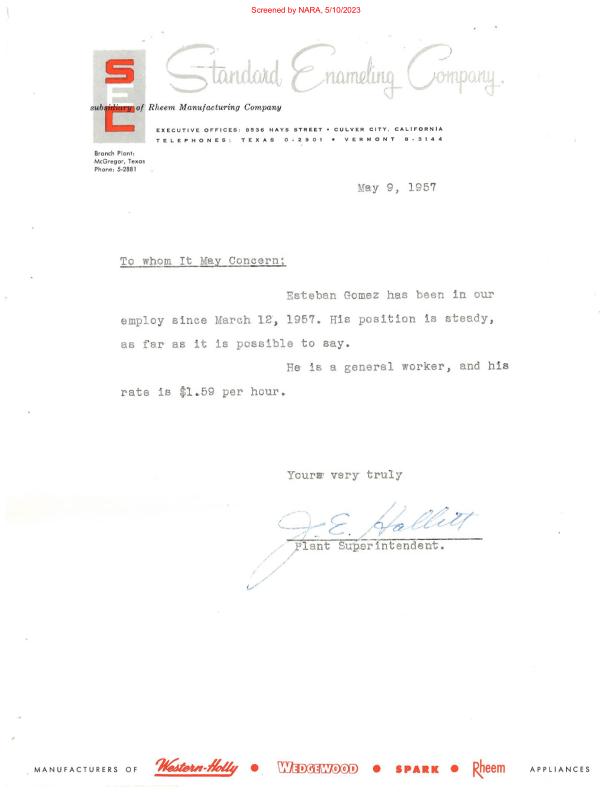 Screened by NARA, 5/10/2023
SEC
Standard Enameling Company.
subsidiary of Rheem Manufacturing Company
EXECUTIVE OFFICES: 8536 HAYS STREET • CULVER CITY, CALIFORNIA
TELEPHONES: TEXAS 0-2901 • VERMONT 8-3144
Branch Plant:
McGregor, Texas
Phone: 5-2881
May 9, 1957
To whom It May Concern;
Esteban Gomez has been in our
employ since March 12, 1957. His position is steady,
as far as it is possible to say.
He is a general worker, and his
rate is $1.59 per hour.
Yours very truly
J. E. Hallitt
Plant Superintendent.
MANUFACTURERS OF Western-Holly • WEDGEWOOD • SPARK • Rheem APPLIANCES